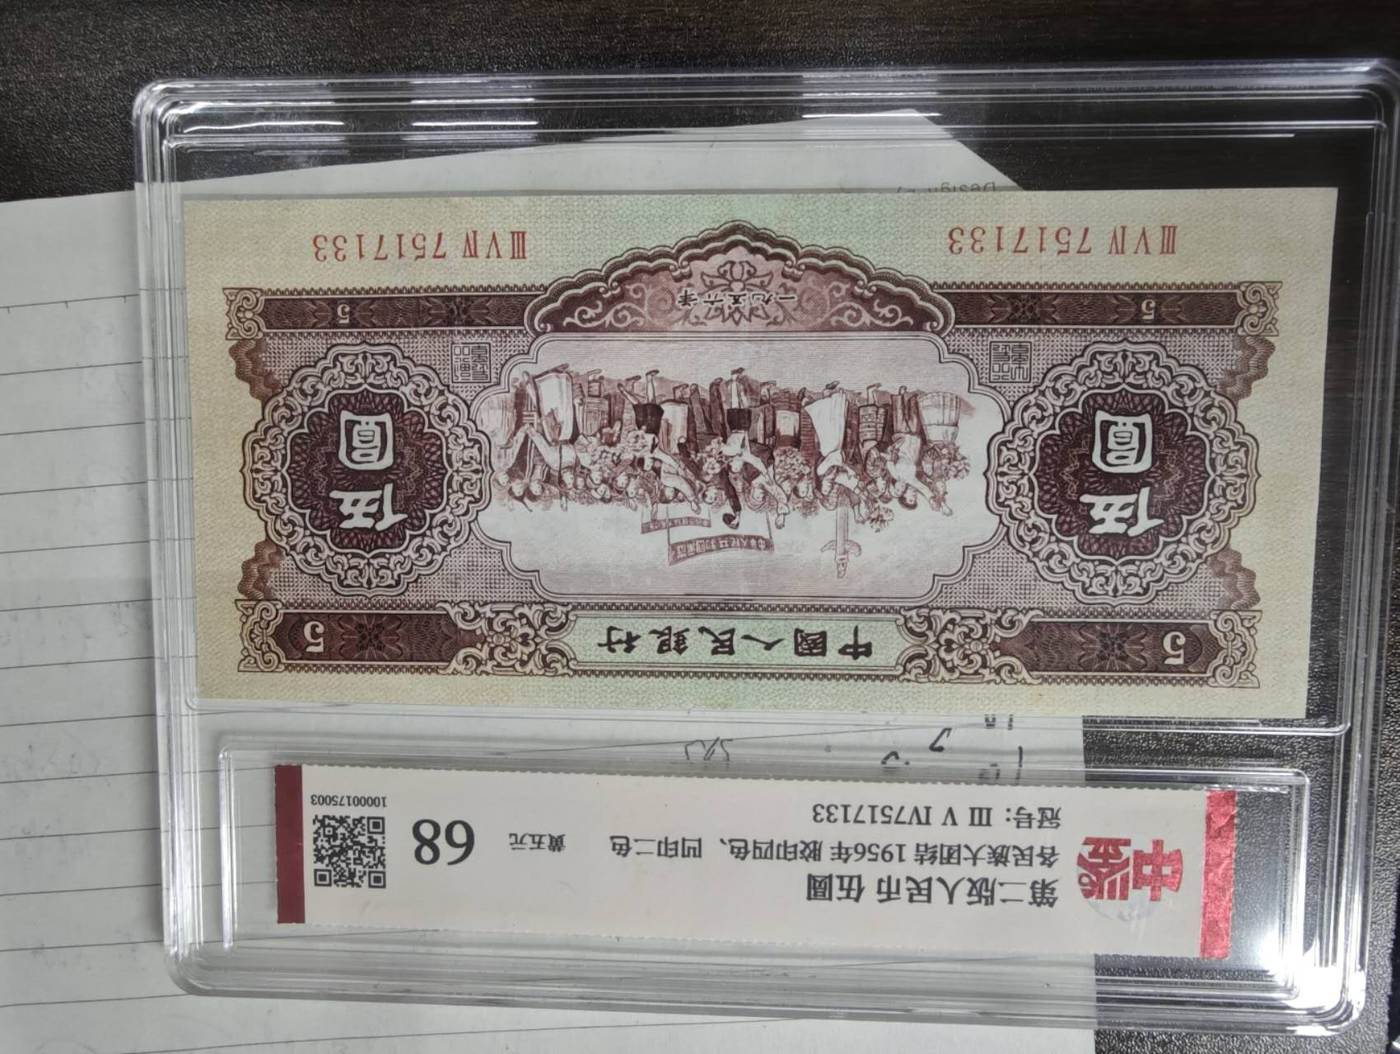 第二版人民币 伍圓
各民族大团结 1956年 胶印四色、凹印二色
冠号: III V IV7517133
黄五元
68
10000175003
5 中國人民銀行 5
伍圓 伍圓
5 5 一九五六年 5
ⅢⅤⅣ 7517133 ⅢⅤⅣ 7517133